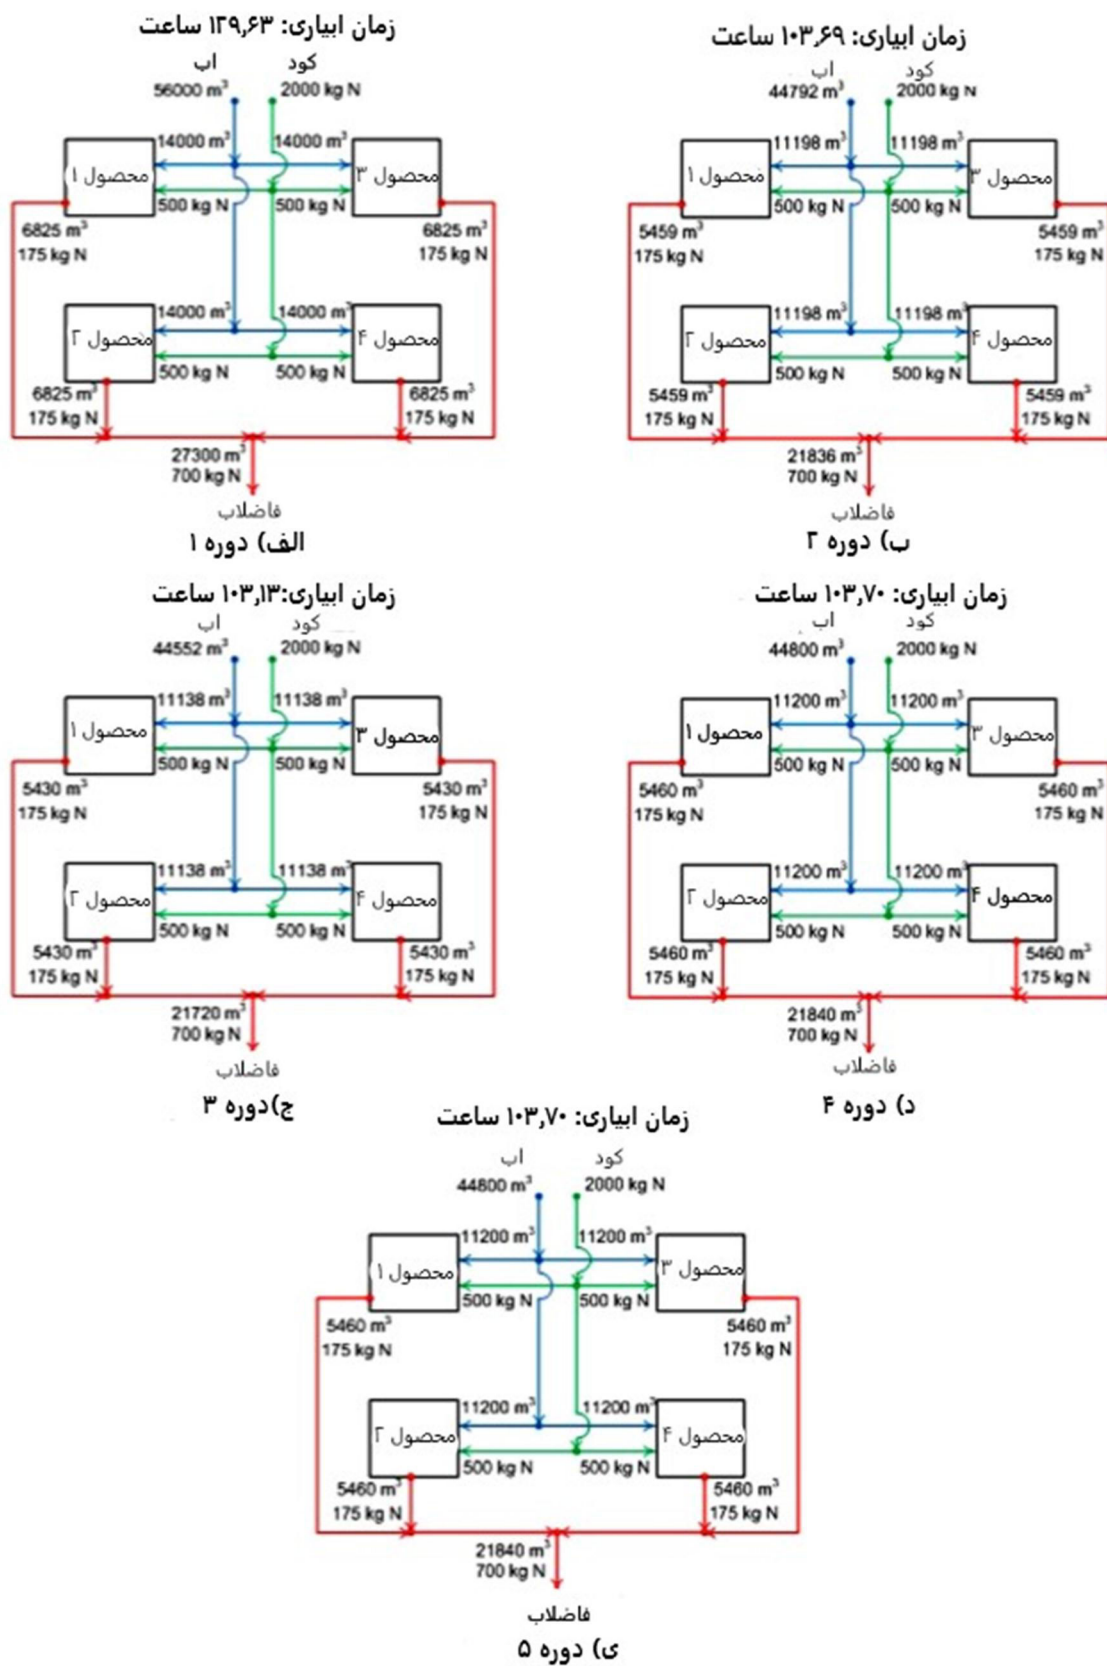 زمان ابیاری: ۱۲۹,۶۳ ساعت
اب
کود
56000 m³
2000 kg N
14000 m³
14000 m³
محصول ۱
محصول ۳
500 kg N
500 kg N
6825 m³
175 kg N
6825 m³
175 kg N
14000 m³
14000 m³
محصول ۲
محصول ۴
500 kg N
500 kg N
6825 m³
175 kg N
6825 m³
175 kg N
27300 m³
700 kg N
فاضلاب
الف) دوره ۱
زمان ابیاری: ۱۰۳,۶۹ ساعت
اب
کود
44792 m³
2000 kg N
11198 m³
11198 m³
محصول ۱
محصول ۳
500 kg N
500 kg N
5459 m³
175 kg N
5459 m³
175 kg N
11198 m³
11198 m³
محصول ۲
محصول ۴
500 kg N
500 kg N
5459 m³
175 kg N
5459 m³
175 kg N
21836 m³
700 kg N
فاضلاب
ب) دوره ۲
زمان ابیاری:۱۰۳,۱۳ ساعت
اب
کود
44552 m³
2000 kg N
11138 m³
11138 m³
محصول ۱
محصول ۳
500 kg N
500 kg N
5430 m³
175 kg N
5430 m³
175 kg N
11138 m³
11138 m³
محصول ۲
محصول ۴
500 kg N
500 kg N
5430 m³
175 kg N
5430 m³
175 kg N
21720 m³
700 kg N
فاضلاب
ج)دوره ۳
زمان ابیاری: ۱۰۳,۷۰ ساعت
اب
کود
44800 m³
2000 kg N
11200 m³
11200 m³
محصول ۱
محصول ۳
500 kg N
500 kg N
5460 m³
175 kg N
5460 m³
175 kg N
11200 m³
11200 m³
محصول ۲
محصول ۴
500 kg N
500 kg N
5460 m³
175 kg N
5460 m³
175 kg N
21840 m³
700 kg N
فاضلاب
د) دوره ۴
زمان ابیاری: ۱۰۳,۷۰ ساعت
اب
کود
44800 m³
2000 kg N
11200 m³
11200 m³
محصول ۱
محصول ۳
500 kg N
500 kg N
5460 m³
175 kg N
5460 m³
175 kg N
11200 m³
11200 m³
محصول ۲
محصول ۴
500 kg N
500 kg N
5460 m³
175 kg N
5460 m³
175 kg N
21840 m³
700 kg N
فاضلاب
ی) دوره ۵